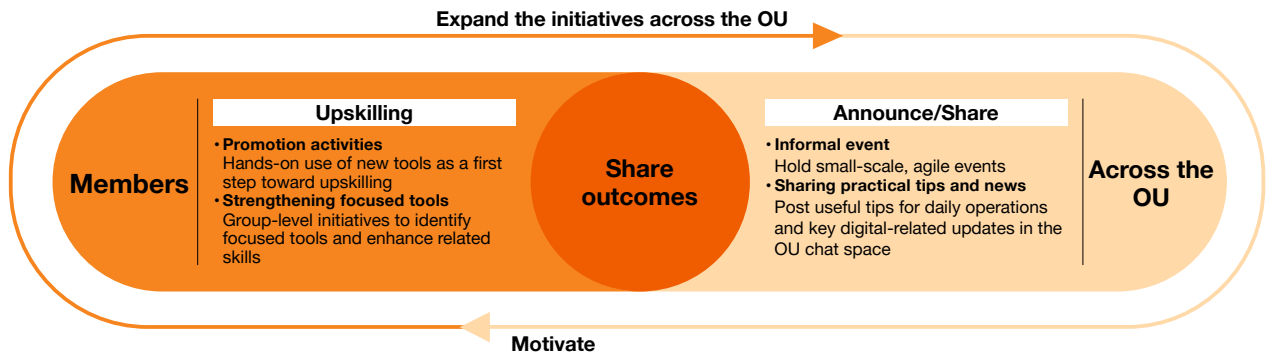 Expand the initiatives across the OU
Members
Upskilling
• Promotion activities
Hands-on use of new tools as a first
step toward upskilling
• Strengthening focused tools
Group-level initiatives to identify
focused tools and enhance related
skills
Share
outcomes
Announce/Share
• Informal event
Hold small-scale, agile events
• Sharing practical tips and news
Post useful tips for daily operations
and key digital-related updates in the
OU chat space
Across the
OU
Motivate